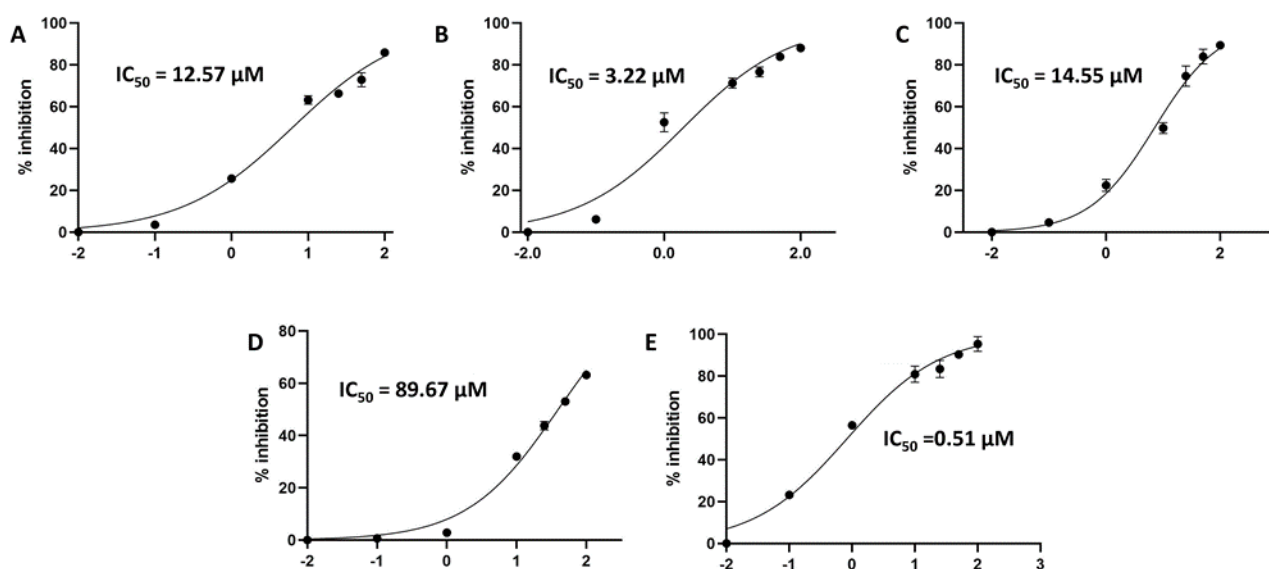 A
IC50 = 12.57 μM
% inhibition
100
80
60
40
20
0
-2 -1 0 1 2
B
IC50 = 3.22 μM
% inhibition
100
80
60
40
20
0
-2.0 0.0 2.0
C
IC50 = 14.55 μM
% inhibition
100
80
60
40
20
0
-2 0 2
D
IC50 = 89.67 μM
% inhibition
80
60
40
20
0
-2 -1 0 1 2
E
IC50 =0.51 μM
% inhibition
100
80
60
40
20
0
-2 -1 0 1 2 3